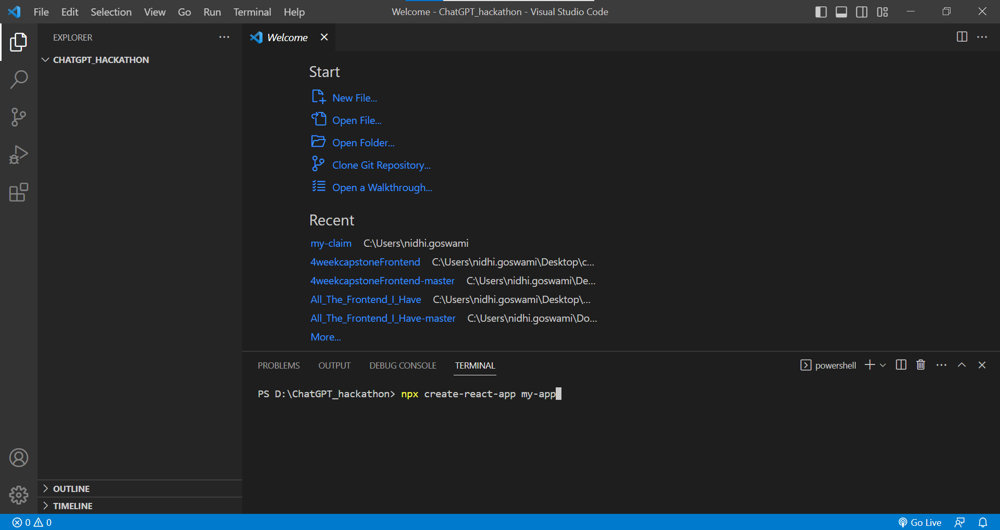 File Edit Selection View Go Run Terminal Help Welcome - ChatGPT_hackathon - Visual Studio Code
EXPLORER
CHATGPT_HACKATHON
OUTLINE
TIMELINE
Welcome
Start
New File...
Open File...
Open Folder...
Clone Git Repository...
Open a Walkthrough...
Recent
my-claim C:\Users\nidhi.goswami
4weekcapstoneFrontend C:\Users\nidhi.goswami\Desktop\c...
4weekcapstoneFrontend-master C:\Users\nidhi.goswami\De...
All_The_Frontend_I_Have C:\Users\nidhi.goswami\Desktop\...
All_The_Frontend_I_Have-master C:\Users\nidhi.goswami\Do...
More...
PROBLEMS OUTPUT DEBUG CONSOLE TERMINAL powershell
PS D:\ChatGPT_hackathon> npx create-react-app my-app
0 0 Go Live